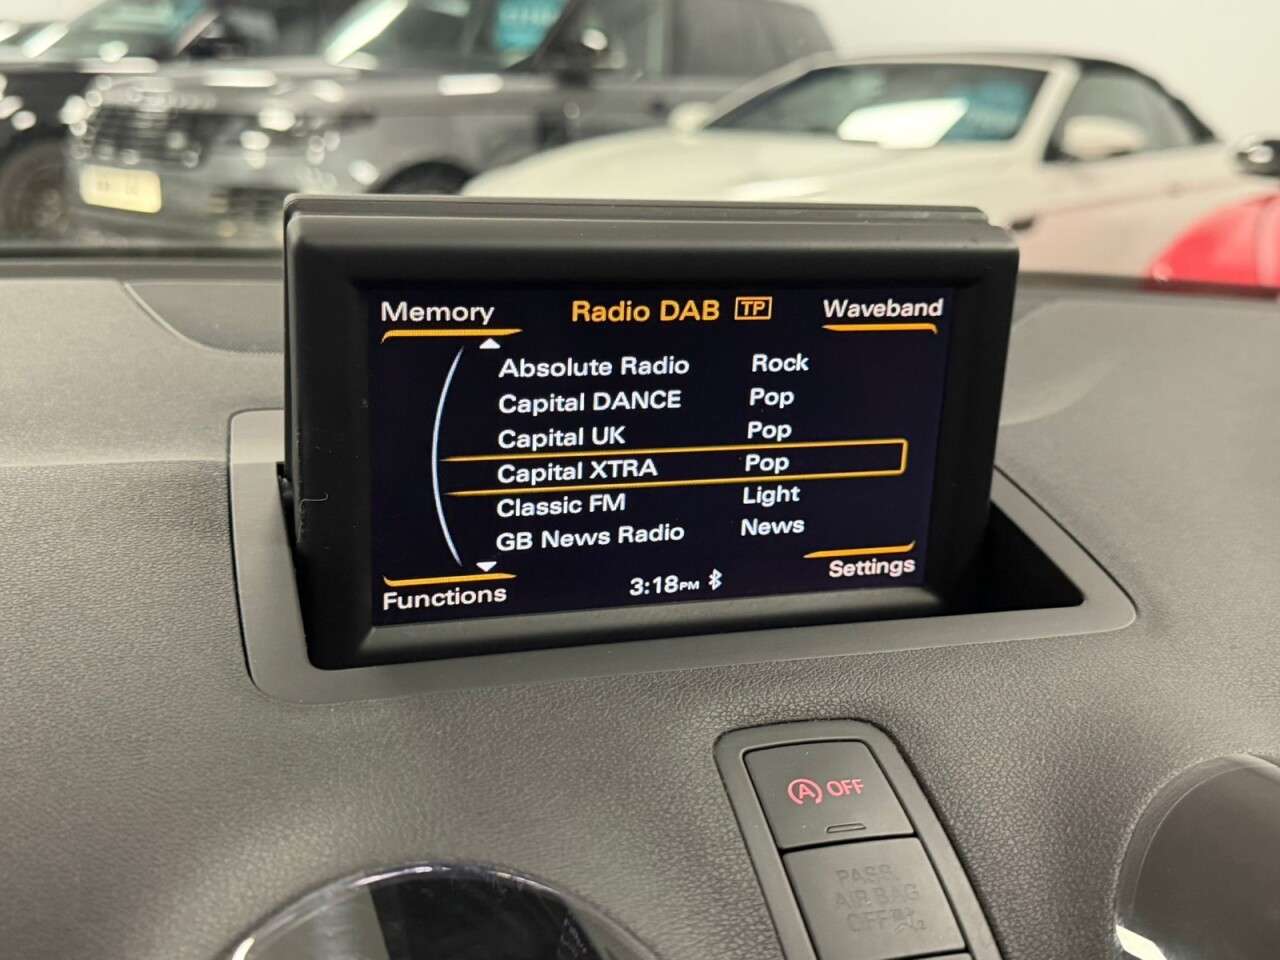 Memory Radio DAB TP Waveband
Absolute Radio Rock
Capital DANCE Pop
Capital UK Pop
Capital XTRA Pop
Classic FM Light
GB News Radio News
Functions 3:18PM Settings
A OFF
PASS
AIR BAG
OFF